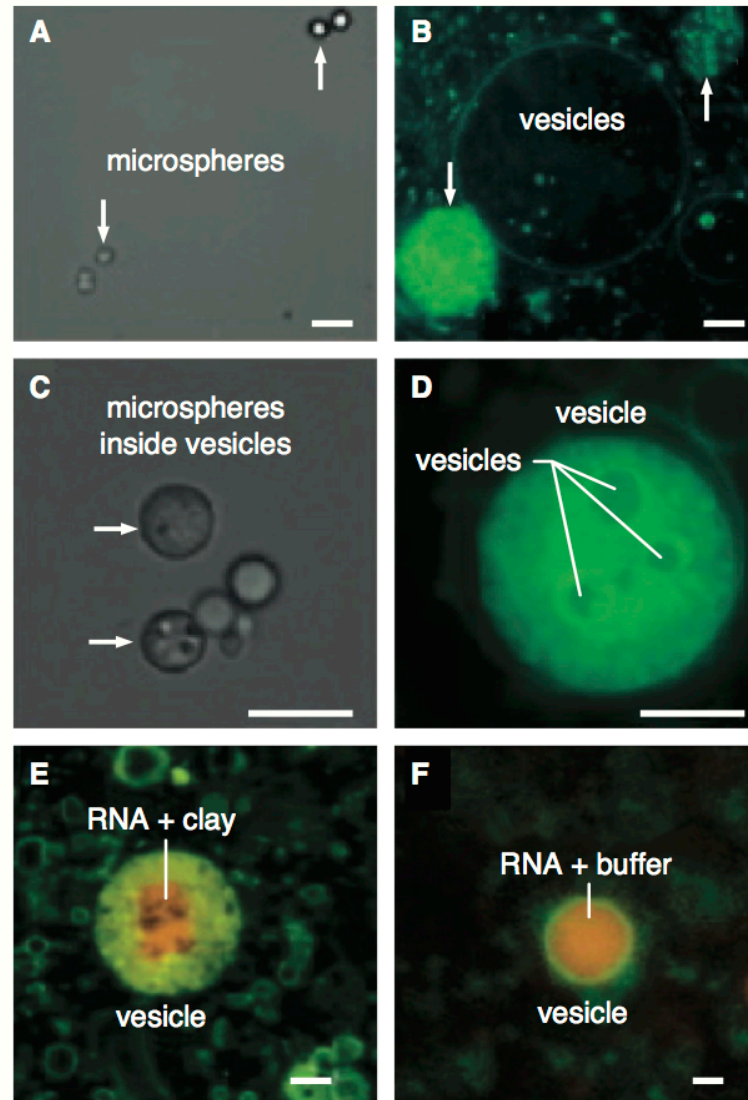 A
microspheres
B
vesicles
C
microspheres
inside vesicles
D
vesicle
vesicles
E
RNA + clay
vesicle
F
RNA + buffer
vesicle